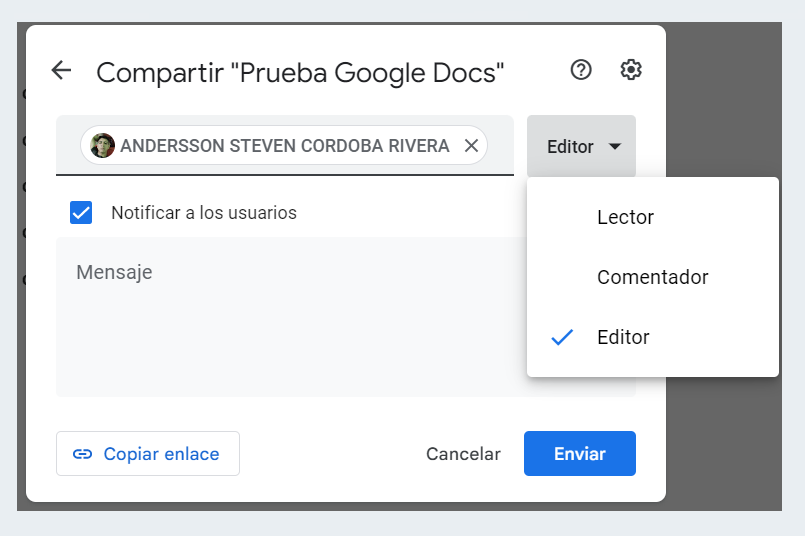 Compartir "Prueba Google Docs"
ANDERSSON STEVEN CORDOBA RIVERA
Editor
Notificar a los usuarios
Lector
Mensaje
Comentador
Editor
Copiar enlace
Cancelar
Enviar